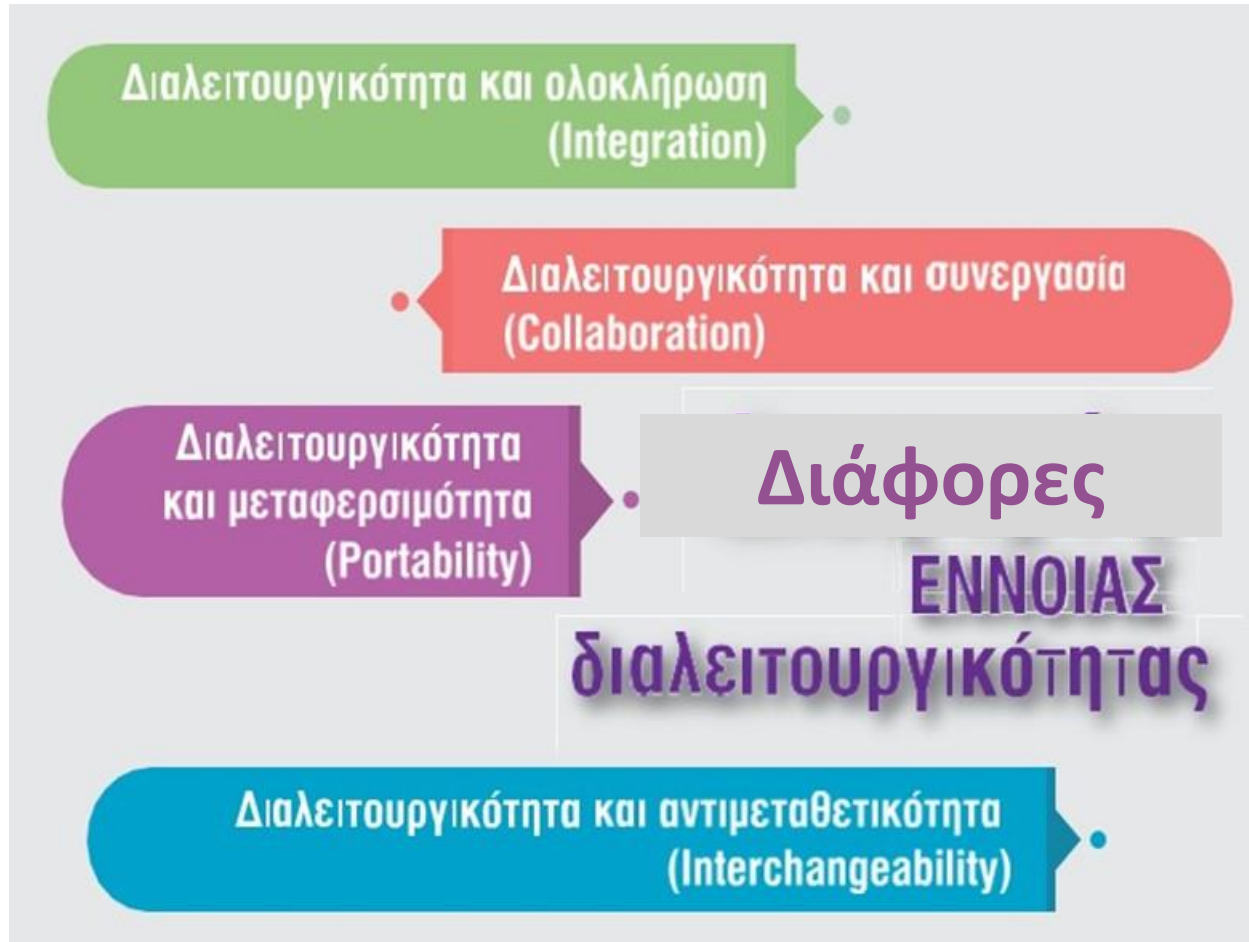 Διαλειτουργικότητα και ολοκλήρωση
(Integration)
Διαλειτουργικότητα και συνεργασία
(Collaboration)
Διαλειτουργικότητα
και μεταφερσιμότητα
(Portability)
Διάφορες
ΕΝΝΟΙΑΣ
διαλειτουργικότητας
Διαλειτουργικότητα και αντιμεταθετικότητα
(Interchangeability)